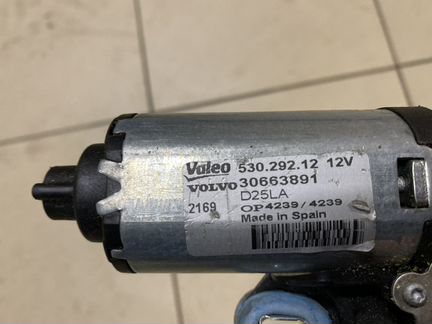 Valeo 530.292.12 12V
VOLVO 30663891
D25LA
2169 OP4239/4239
Made in Spain